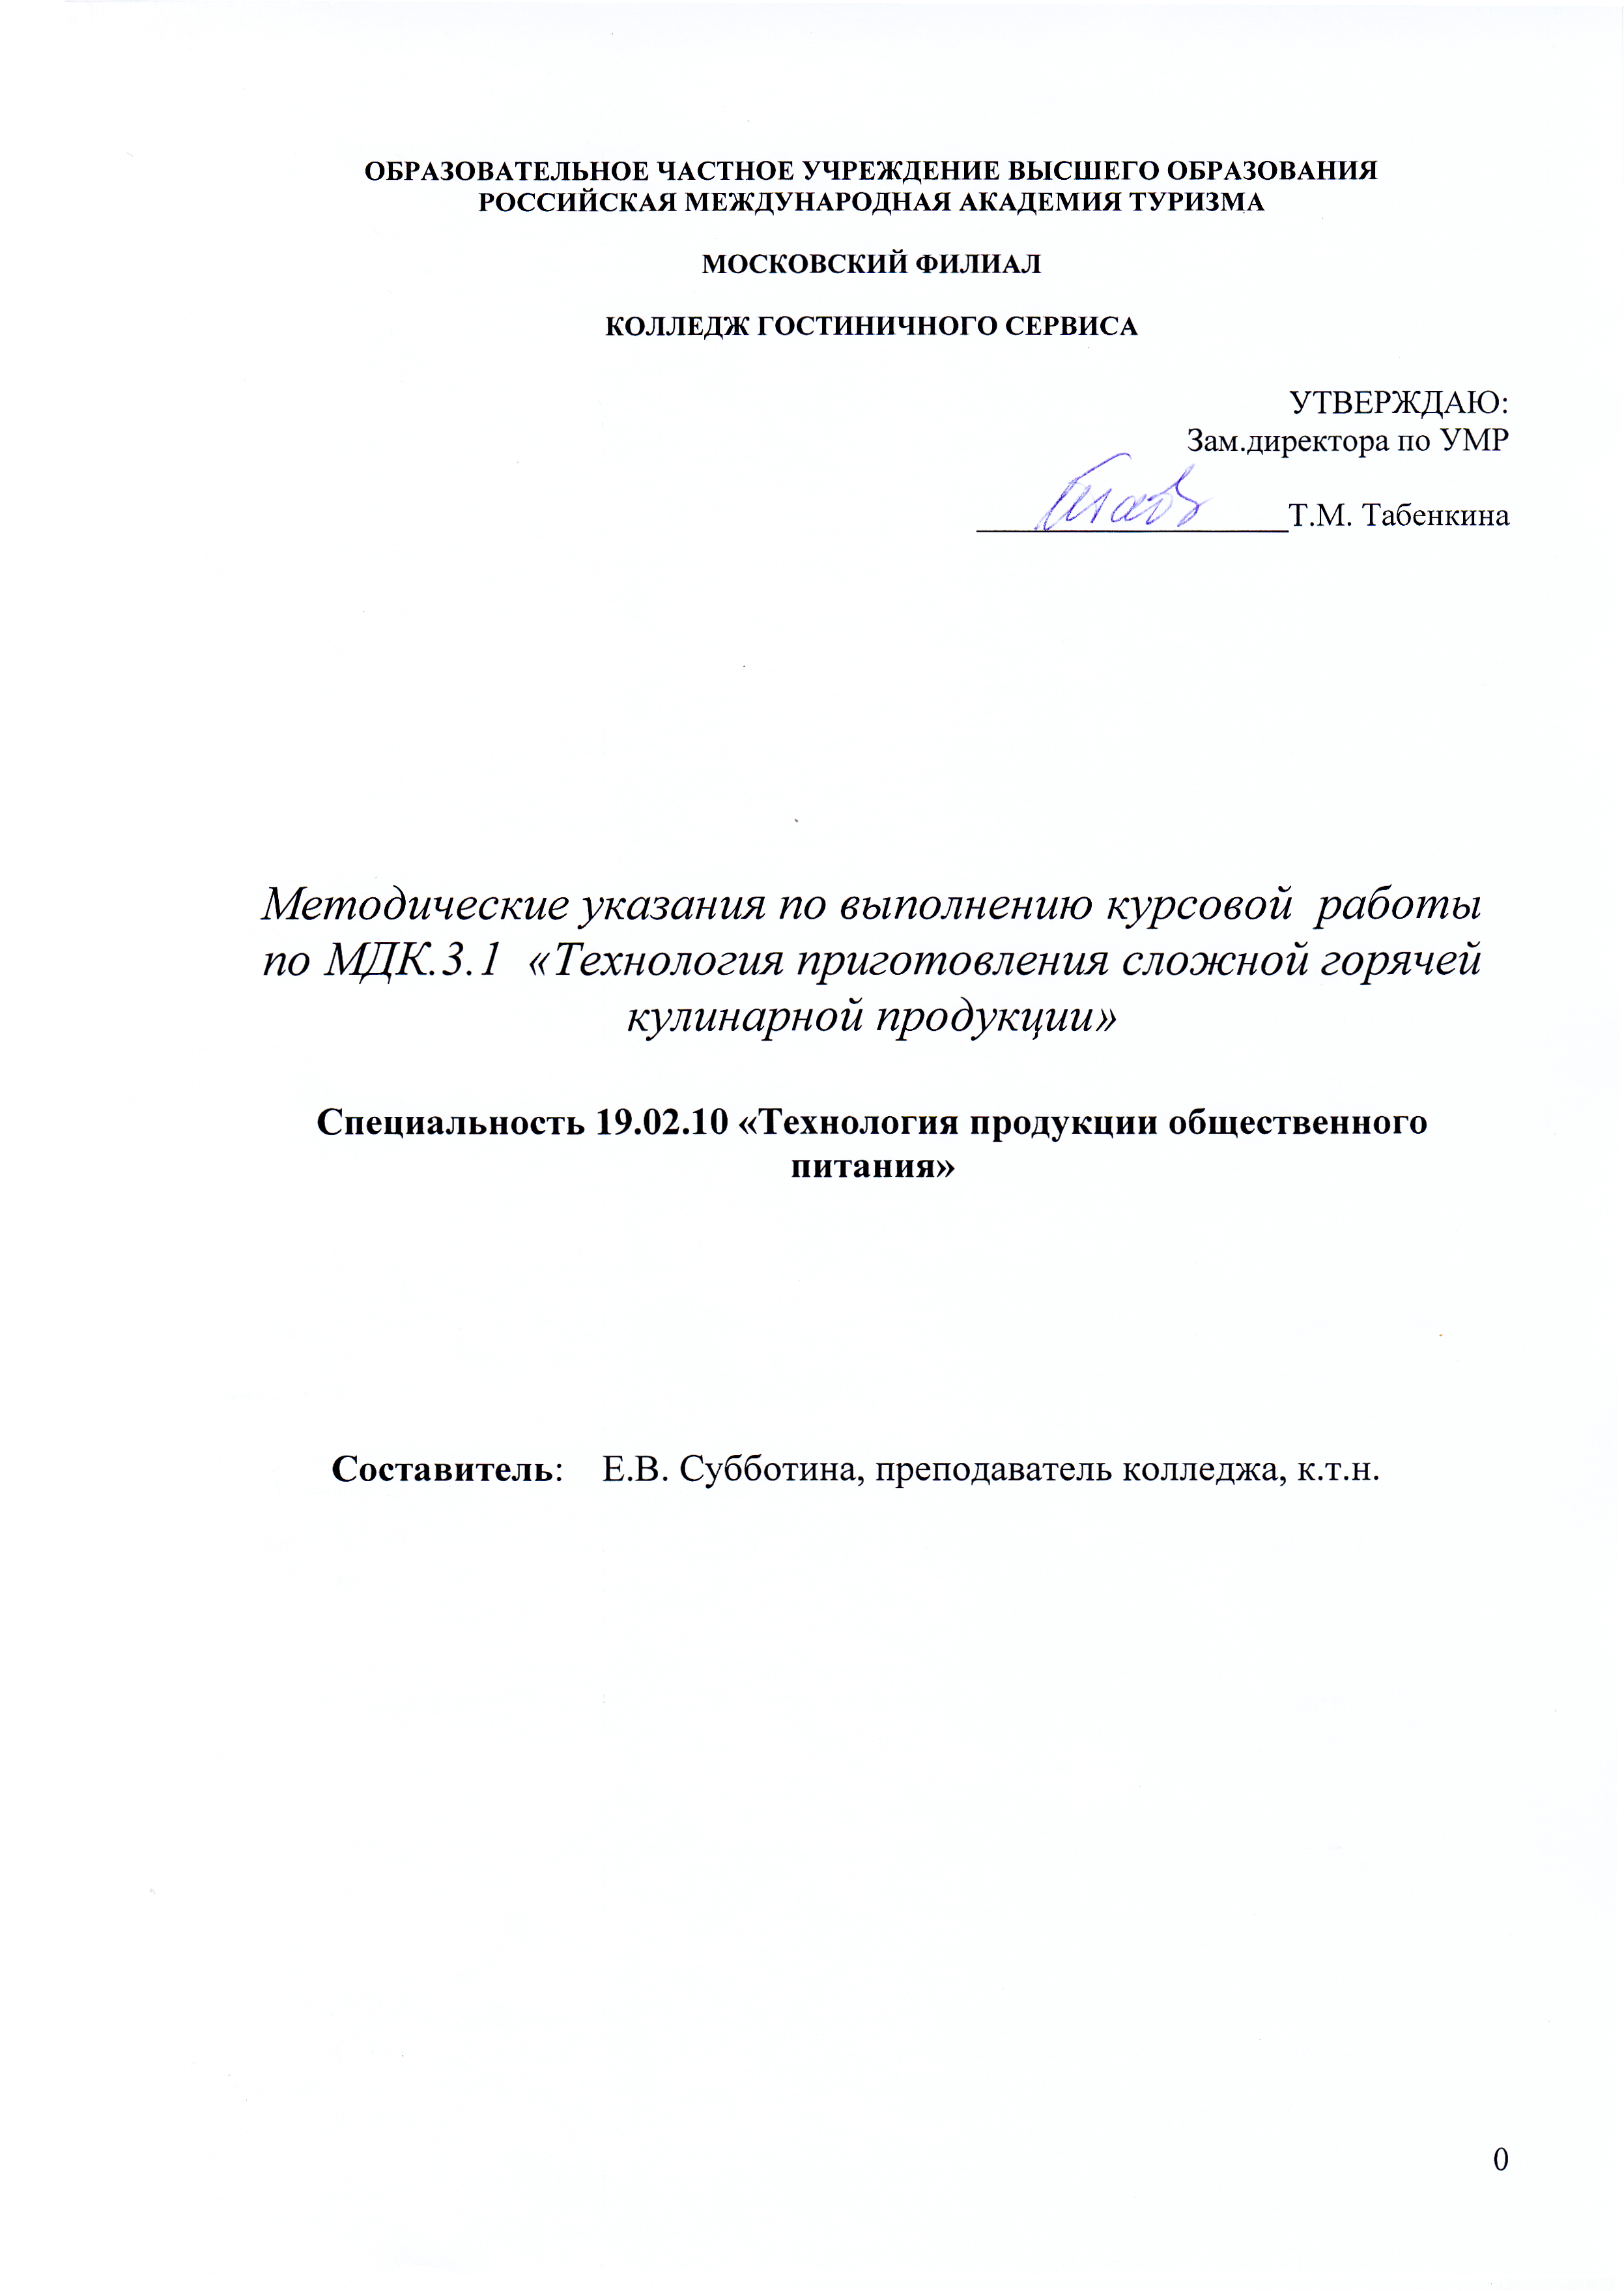 ОБРАЗОВАТЕЛЬНОЕ ЧАСТНОЕ УЧРЕЖДЕНИЕ ВЫСШЕГО ОБРАЗОВАНИЯ
РОССИЙСКАЯ МЕЖДУНАРОДНАЯ АКАДЕМИЯ ТУРИЗМА
МОСКОВСКИЙ ФИЛИАЛ
КОЛЛЕДЖ ГОСТИНИЧНОГО СЕРВИСА
УТВЕРЖДАЮ:
Зам.директора по УМР
Т.М. Табенкина
Методические указания по выполнению курсовой работы
по МДК.3.1 «Технология приготовления сложной горячей
кулинарной продукции»
Специальность 19.02.10 «Технология продукции общественного
питания»
Составитель: Е.В. Субботина, преподаватель колледжа, к.т.н.
0